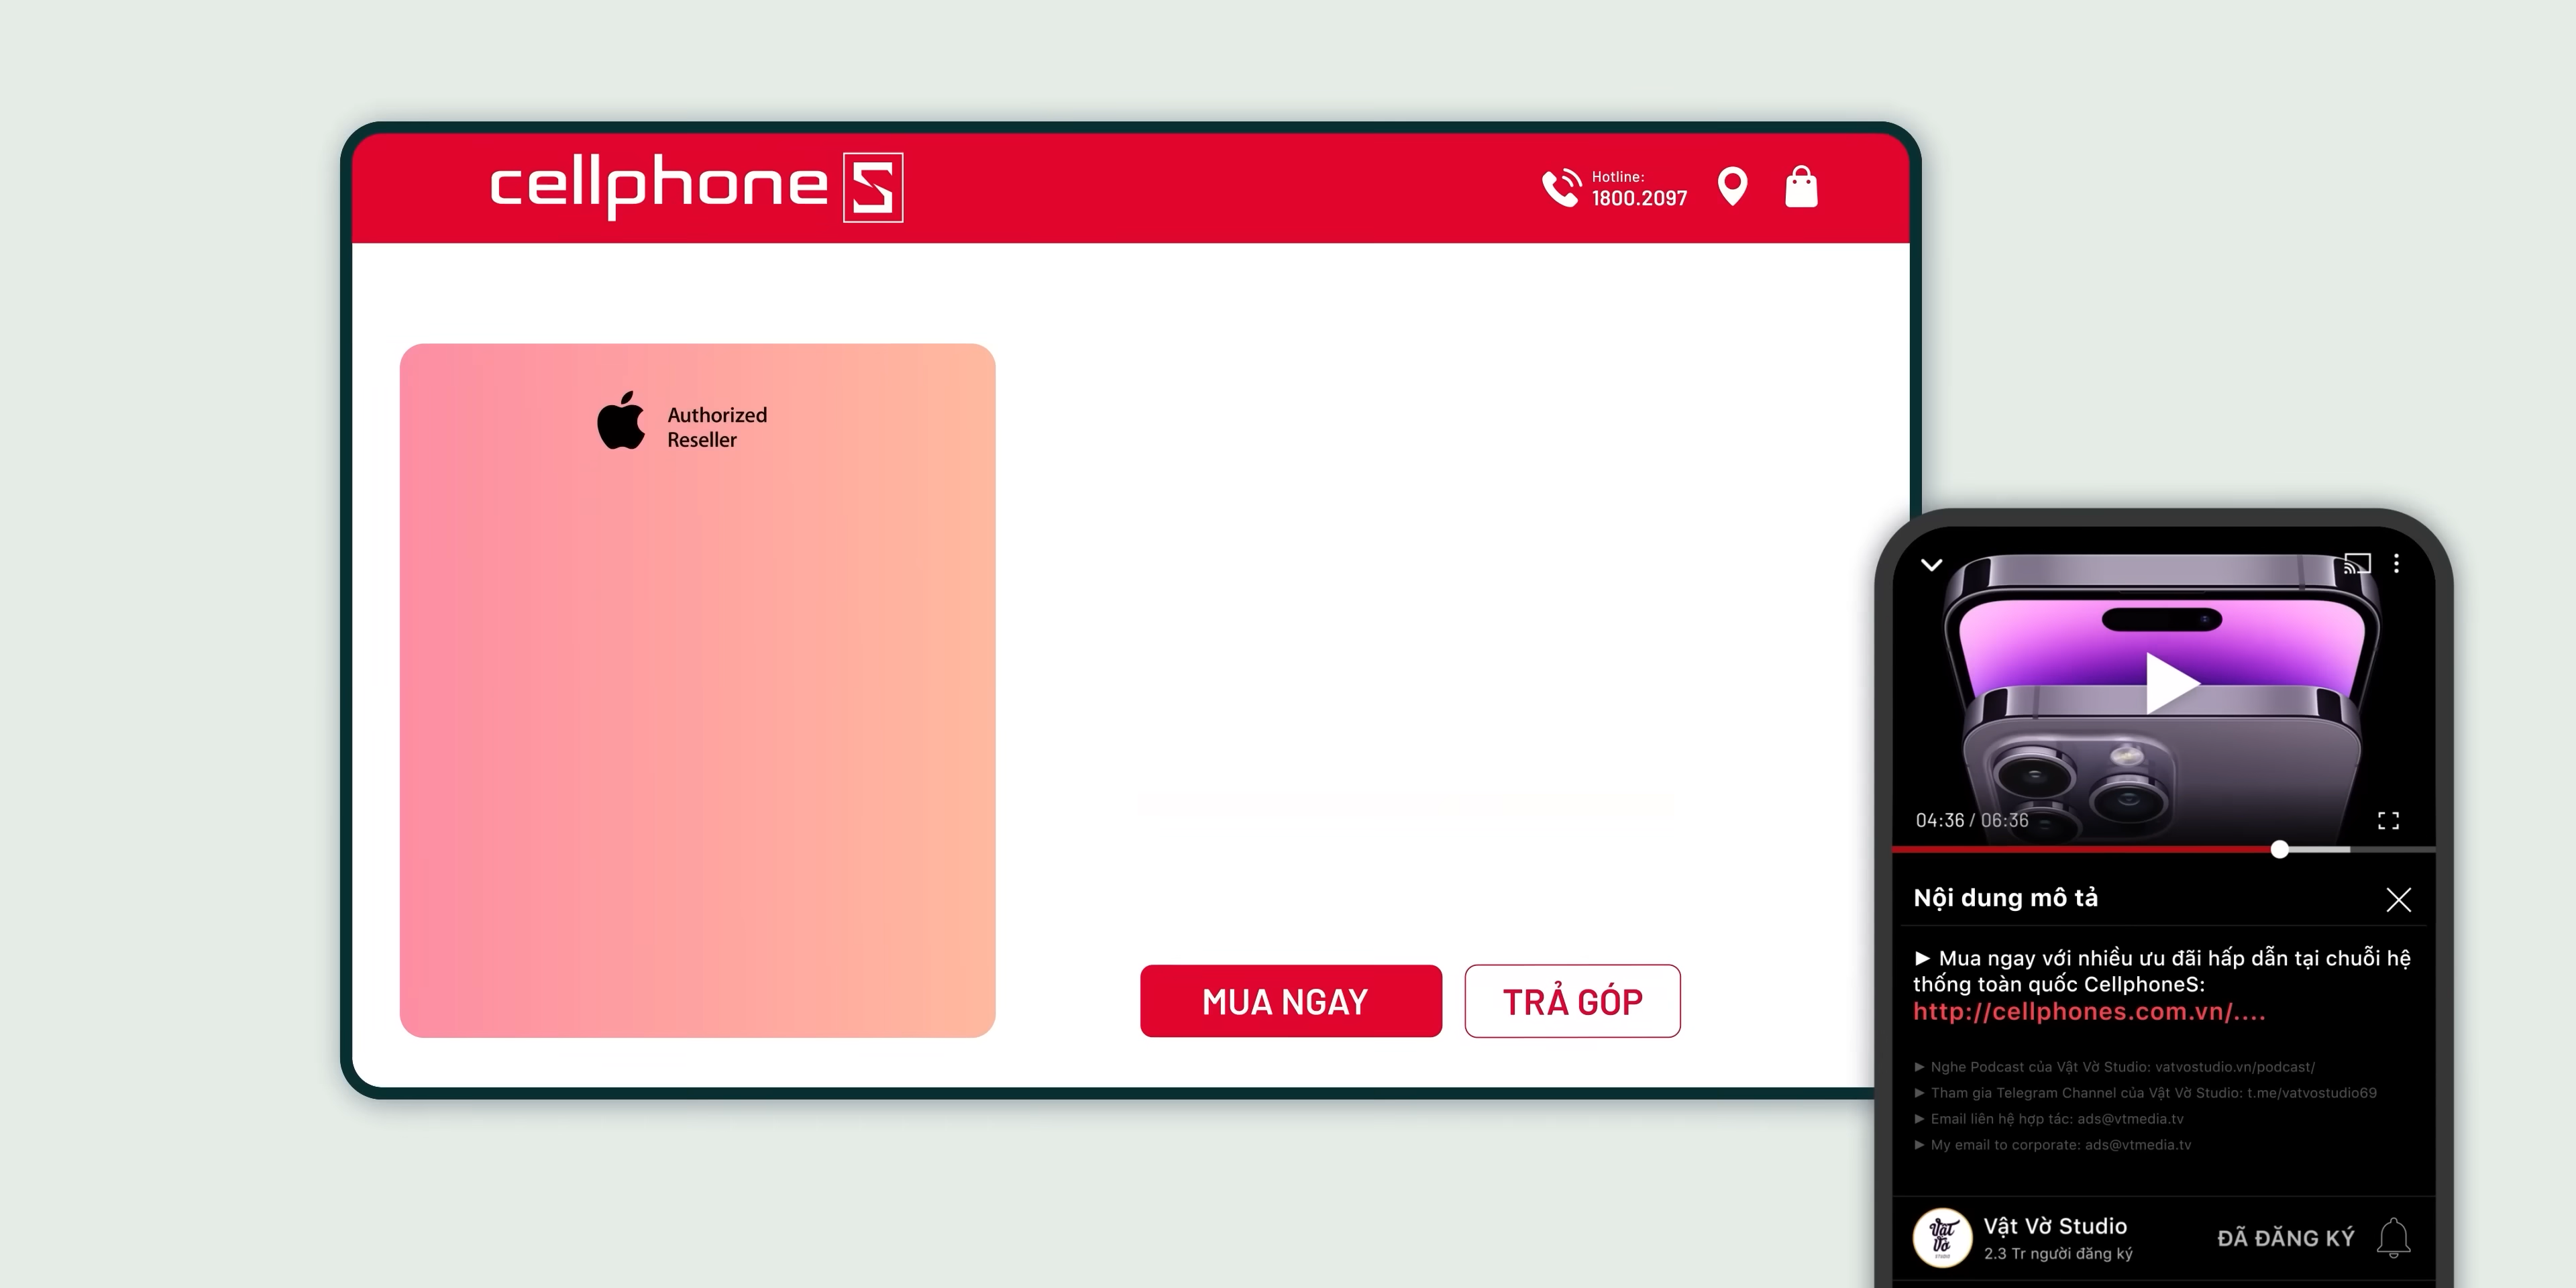 cellphoneS
Hotline:
1800.2097
Authorized
Reseller
MUA NGAY
TRẢ GÓP
04:36 / 06:36
Nội dung mô tả
► Mua ngay với nhiều ưu đãi hấp dẫn tại chuỗi hệ
thống toàn quốc CellphoneS:
http://cellphones.com.vn/....
► Nghe Podcast của Vật Vờ Studio: vatvostudio.vn/podcast/
► Tham gia Telegram Channel của Vật Vờ Studio: t.me/vatvostudio69
► Email liên hệ hợp tác: ads@vtmedia.tv
► My email to corporate: ads@vtmedia.tv
Vật Vờ STUDIO
Vật Vờ Studio
2.3 Tr người đăng ký
ĐÃ ĐĂNG KÝ